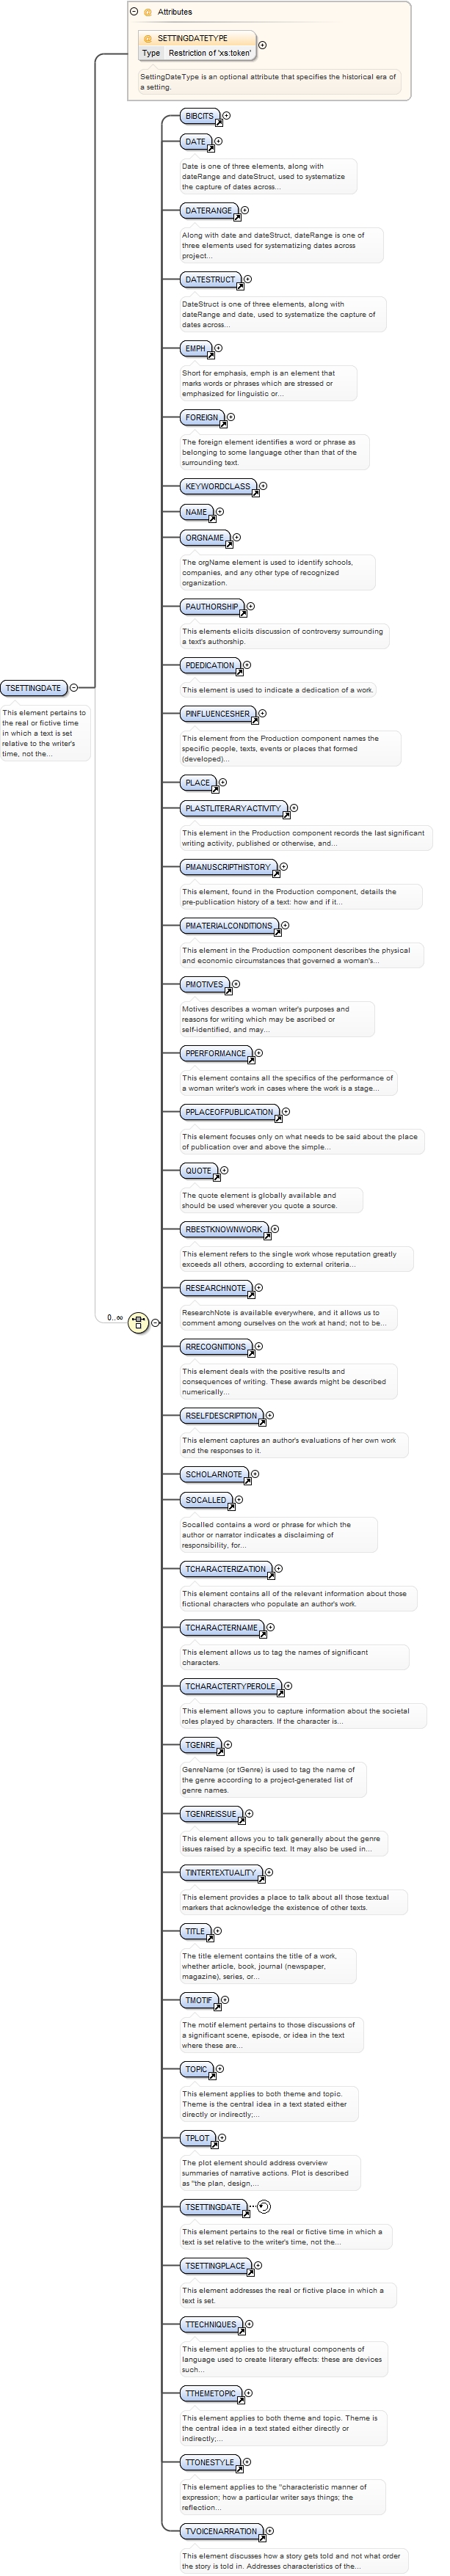 Attributes
@ SETTINGDATETYPE
Type Restriction of 'xs:token'
SettingDateType is an optional attribute that specifies the historical era of
a setting.
BIBCITS
DATE
Date is one of three elements, along with
dateRange and dateStruct, used to systematize
the capture of dates across...
DATERANGE
Along with date and dateStruct, dateRange is one of
three elements used for systematizing dates across
project...
DATESTRUCT
DateStruct is one of three elements, along with
dateRange and date, used to systematize the capture of
dates across...
EMPH
Short for emphasis, emph is an element that
marks words or phrases which are stressed or
emphasized for linguistic or...
FOREIGN
The foreign element identifies a word or phrase as
belonging to some language other than that of the
surrounding text.
KEYWORDCLASS
NAME
ORGNAME
The orgName element is used to identify schools,
companies, and any other type of recognized
organization.
PAUTHORSHIP
This elements elicits discussion of controversy surrounding
a text's authorship.
PDEDICATION
This element is used to indicate a dedication of a work.
TSETTINGDATE
This element pertains to
the real or fictive time
in which a text is set
relative to the writer's
time, not the...
PINFLUENCESHER
This element from the Production component names the
specific people, texts, events or places that formed
(developed)...
PLACE
PLASTLITERARYACTIVITY
This element in the Production component records the last significant
writing activity, published or otherwise, and...
PMANUSCRIPTHISTORY
This element, found in the Production component, details the
pre-publication history of a text: how and if it...
PMATERIALCONDITIONS
This element in the Production component describes the physical
and economic circumstances that governed a woman's...
PMOTIVES
Motives describes a woman writer's purposes and
reasons for writing which may be ascribed or
self-identified, and may...
PPERFORMANCE
This element contains all the specifics of the performance of
a woman writer's work in cases where the work is a stage...
PPLACEOFPUBLICATION
This element focuses only on what needs to be said about the place
of publication over and above the simple...
QUOTE
The quote element is globally available and
should be used wherever you quote a source.
RBESTKNOWNWORK
This element refers to the single work whose reputation greatly
exceeds all others, according to external criteria...
RESEARCHNOTE
ResearchNote is available everywhere, and it allows us to
comment among ourselves on the work at hand; not to be...
0..∞
RRECOGNITIONS
This element deals with the positive results and
consequences of writing. These awards might be described
numerically...
RSELFDESCRIPTION
This element captures an author's evaluations of her own work
and the responses to it.
SCHOLARNOTE
SOCALLED
Socalled contains a word or phrase for which the
author or narrator indicates a disclaiming of
responsibility, for...
TCHARACTERIZATION
This element contains all of the relevant information about those
fictional characters who populate an author's work.
TCHARACTERNAME
This element allows us to tag the names of significant
characters.
TCHARACTERTYPEROLE
This element allows you to capture information about the societal
roles played by characters. If the character is...
TGENRE
GenreName (or tGenre) is used to tag the name of
the genre according to a project-generated list of
genre names.
TGENREISSUE
This element allows you to talk generally about the genre
issues raised by a specific text. It may also be used in...
TINTERTEXTUALITY
This element provides a place to talk about all those textual
markers that acknowledge the existence of other texts.
TITLE
The title element contains the title of a work,
whether article, book, journal (newspaper,
magazine), series, or...
TMOTIF
The motif element pertains to those discussions of
a significant scene, episode, or idea in the text
where these are...
TOPIC
This element applies to both theme and topic.
Theme is the central idea in a text stated either
directly or indirectly;...
TPLOT
The plot element should address overview
summaries of narrative actions. Plot is described
as "the plan, design,...
TSETTINGDATE
This element pertains to the real or fictive time in which a
text is set relative to the writer's time, not the...
TSETTINGPLACE
This element addresses the real or fictive place in which a
text is set.
TTECHNIQUES
This element applies to the structural components of
language used to create literary effects: these are devices
such...
TTHEMETOPIC
This element applies to both theme and topic. Theme is
the central idea in a text stated either directly or
indirectly;...
TTONESTYLE
This element applies to the "characteristic manner of
expression; how a particular writer says things; the
reflection...
TVOICENARRATION
This element discusses how a story gets told and not what order
the story is told in. Addresses characteristics of the...